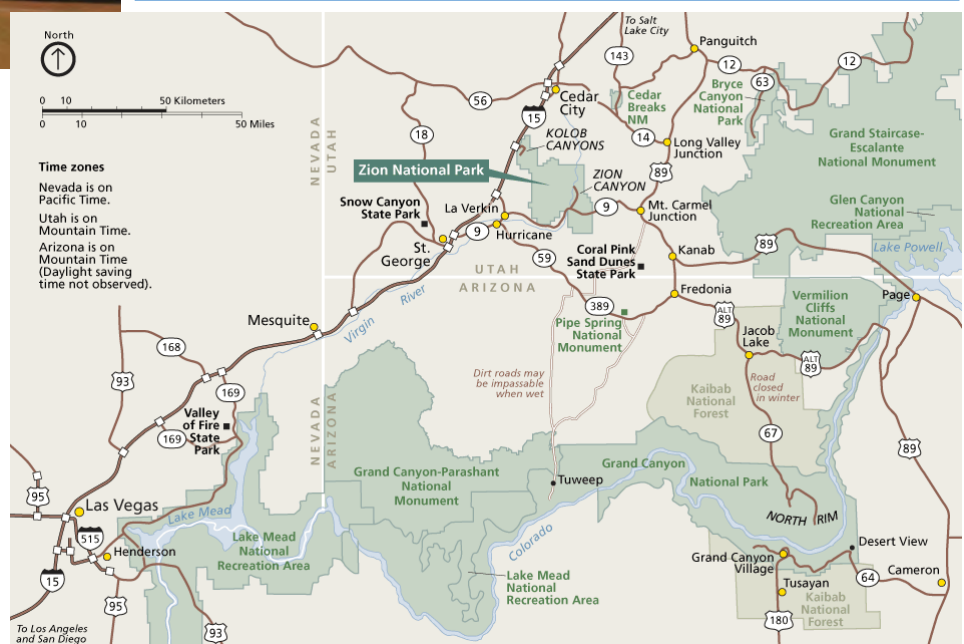 North
0 10 50 Kilometers
0 10 50 Miles
Time zones
Nevada is on
Pacific Time.
Utah is on
Mountain Time.
Arizona is on
Mountain Time
(Daylight saving
time not observed).
To Salt
Lake City
Panguitch
143
12
12
63
Bryce
Canyon
National
Park
Cedar
Breaks
NM
56
Cedar
City
15
KOLOB
CANYONS
14
Long Valley
Junction
Grand Staircase-
Escalante
National Monument
18
NEVADA
UTAH
Zion National Park
ZION
CANYON
89
Glen Canyon
National
Recreation Area
Snow Canyon
State Park
La Verkin
9
Mt. Carmel
Junction
St.
George
9
Hurricane
59
Coral Pink
Sand Dunes
State Park
Kanab
89
Lake Powell
UTAH
ARIZONA
Fredonia
Page
Virgin
River
389
Pipe Spring
National
Monument
ALT
89
Vermilion
Cliffs
National
Monument
Mesquite
Jacob
Lake
ALT
89
168
93
169
Dirt roads may
be impassable
when wet
Road
closed
in winter
Kaibab
National
Forest
Valley
of Fire
State
Park
169
NEVADA
ARIZONA
67
89
95
Grand Canyon-Parashant
National
Monument
Tuweep
Grand Canyon
National Park
Las Vegas
Lake Mead
NORTH RIM
515
Henderson
Lake Mead
National
Recreation Area
Colorado
Desert View
Grand Canyon
Village
64
Cameron
15
95
Lake Mead
National
Recreation Area
Tusayan
Kaibab
National
Forest
93
180
To Los Angeles
and San Diego